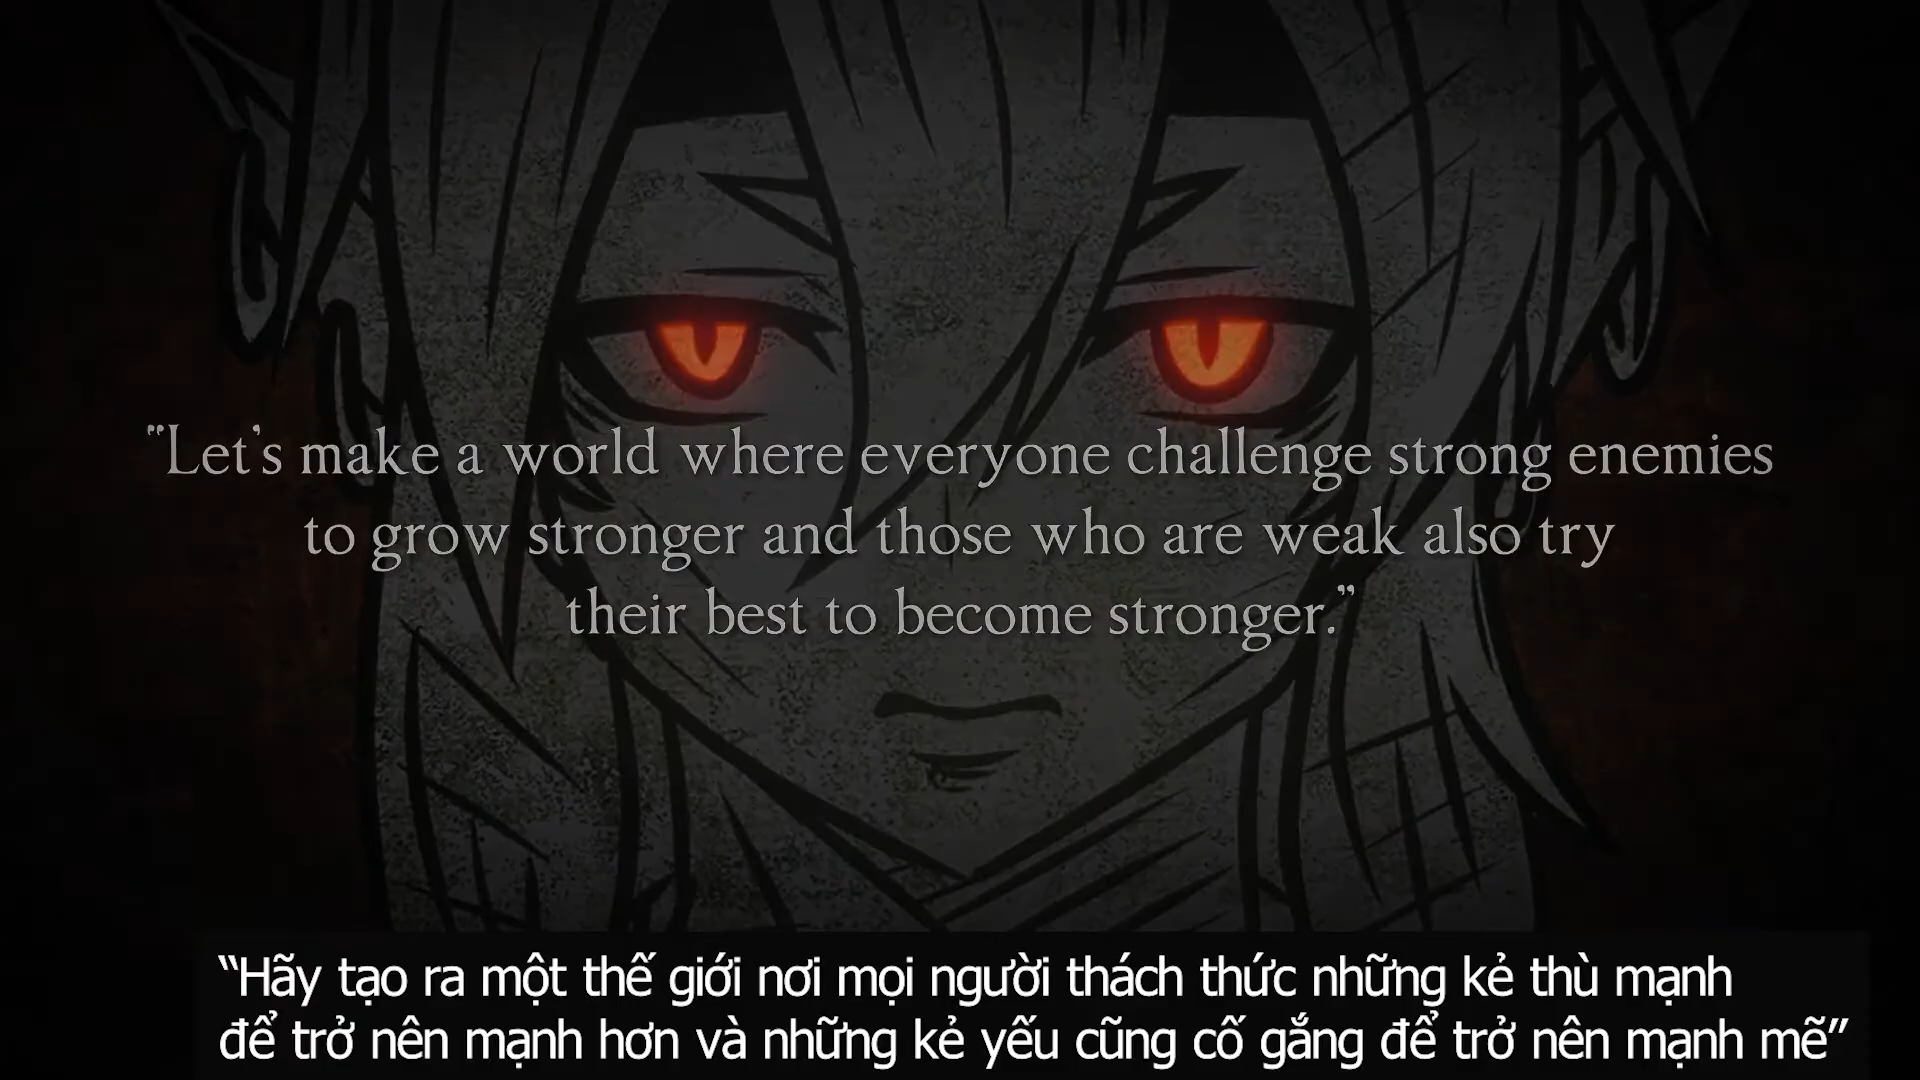 "Let's make a world where everyone challenge strong enemies
to grow stronger and those who are weak also try
their best to become stronger."
“Hãy tạo ra một thế giới nơi mọi người thách thức những kẻ thù mạnh
để trở nên mạnh hơn và những kẻ yếu cũng cố gắng để trở nên mạnh mẽ”